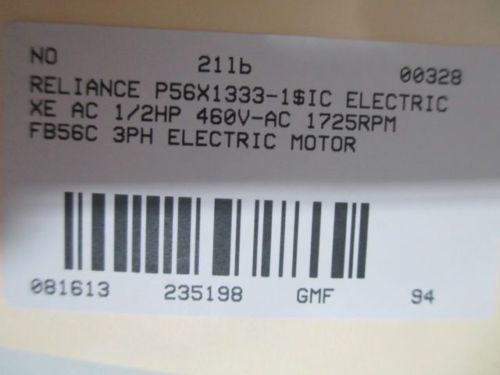 NO 21lb 00328
RELIANCE P56X1333-1$IC ELECTRIC
XE AC 1/2HP 460V-AC 1725RPM
FB56C 3PH ELECTRIC MOTOR
081613 235198 GMF 94